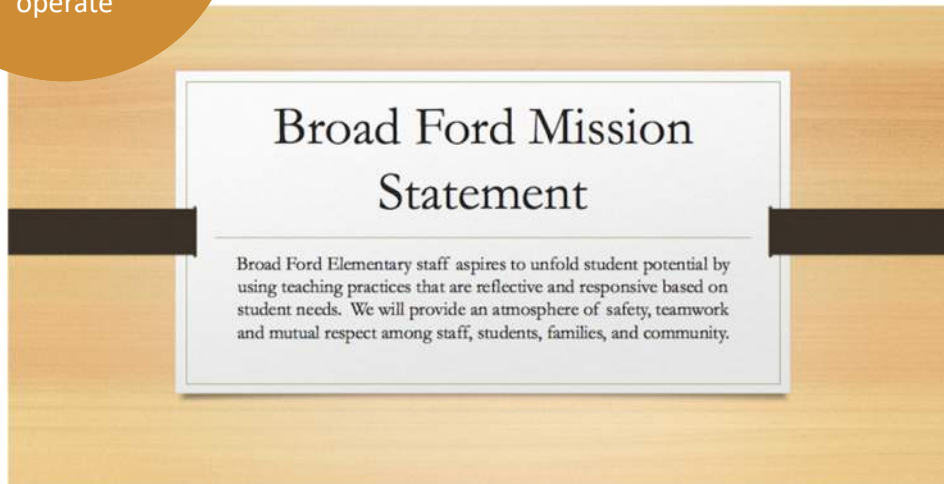 operate
Broad Ford Mission
Statement
Broad Ford Elementary staff aspires to unfold student potential by
using teaching practices that are reflective and responsive based on
student needs.  We will provide an atmosphere of safety, teamwork
and mutual respect among staff, students, families, and community.